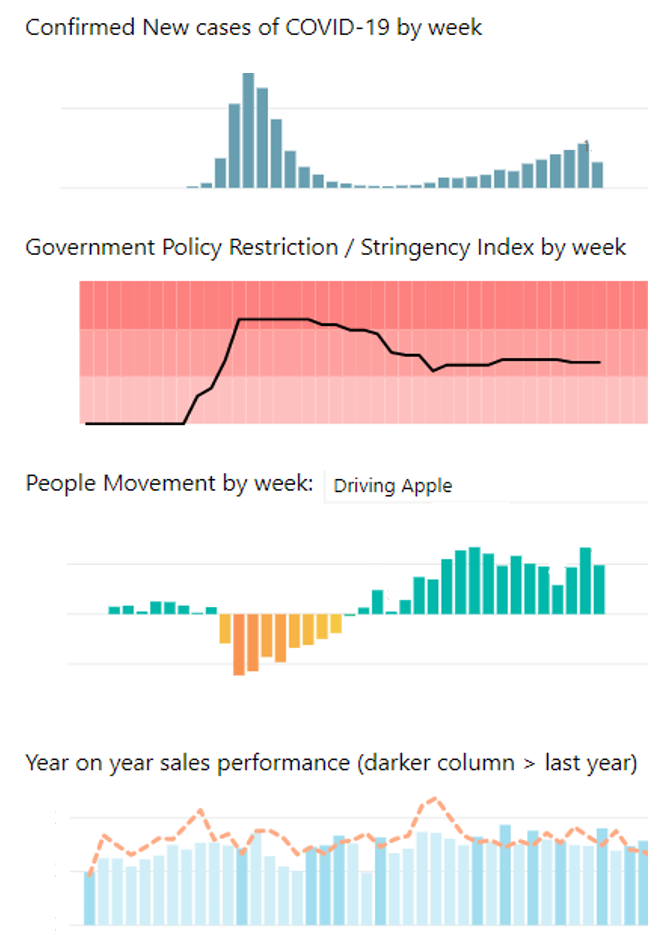 Confirmed New cases of COVID-19 by week
Government Policy Restriction / Stringency Index by week
People Movement by week: Driving Apple
Year on year sales performance (darker column > last year)